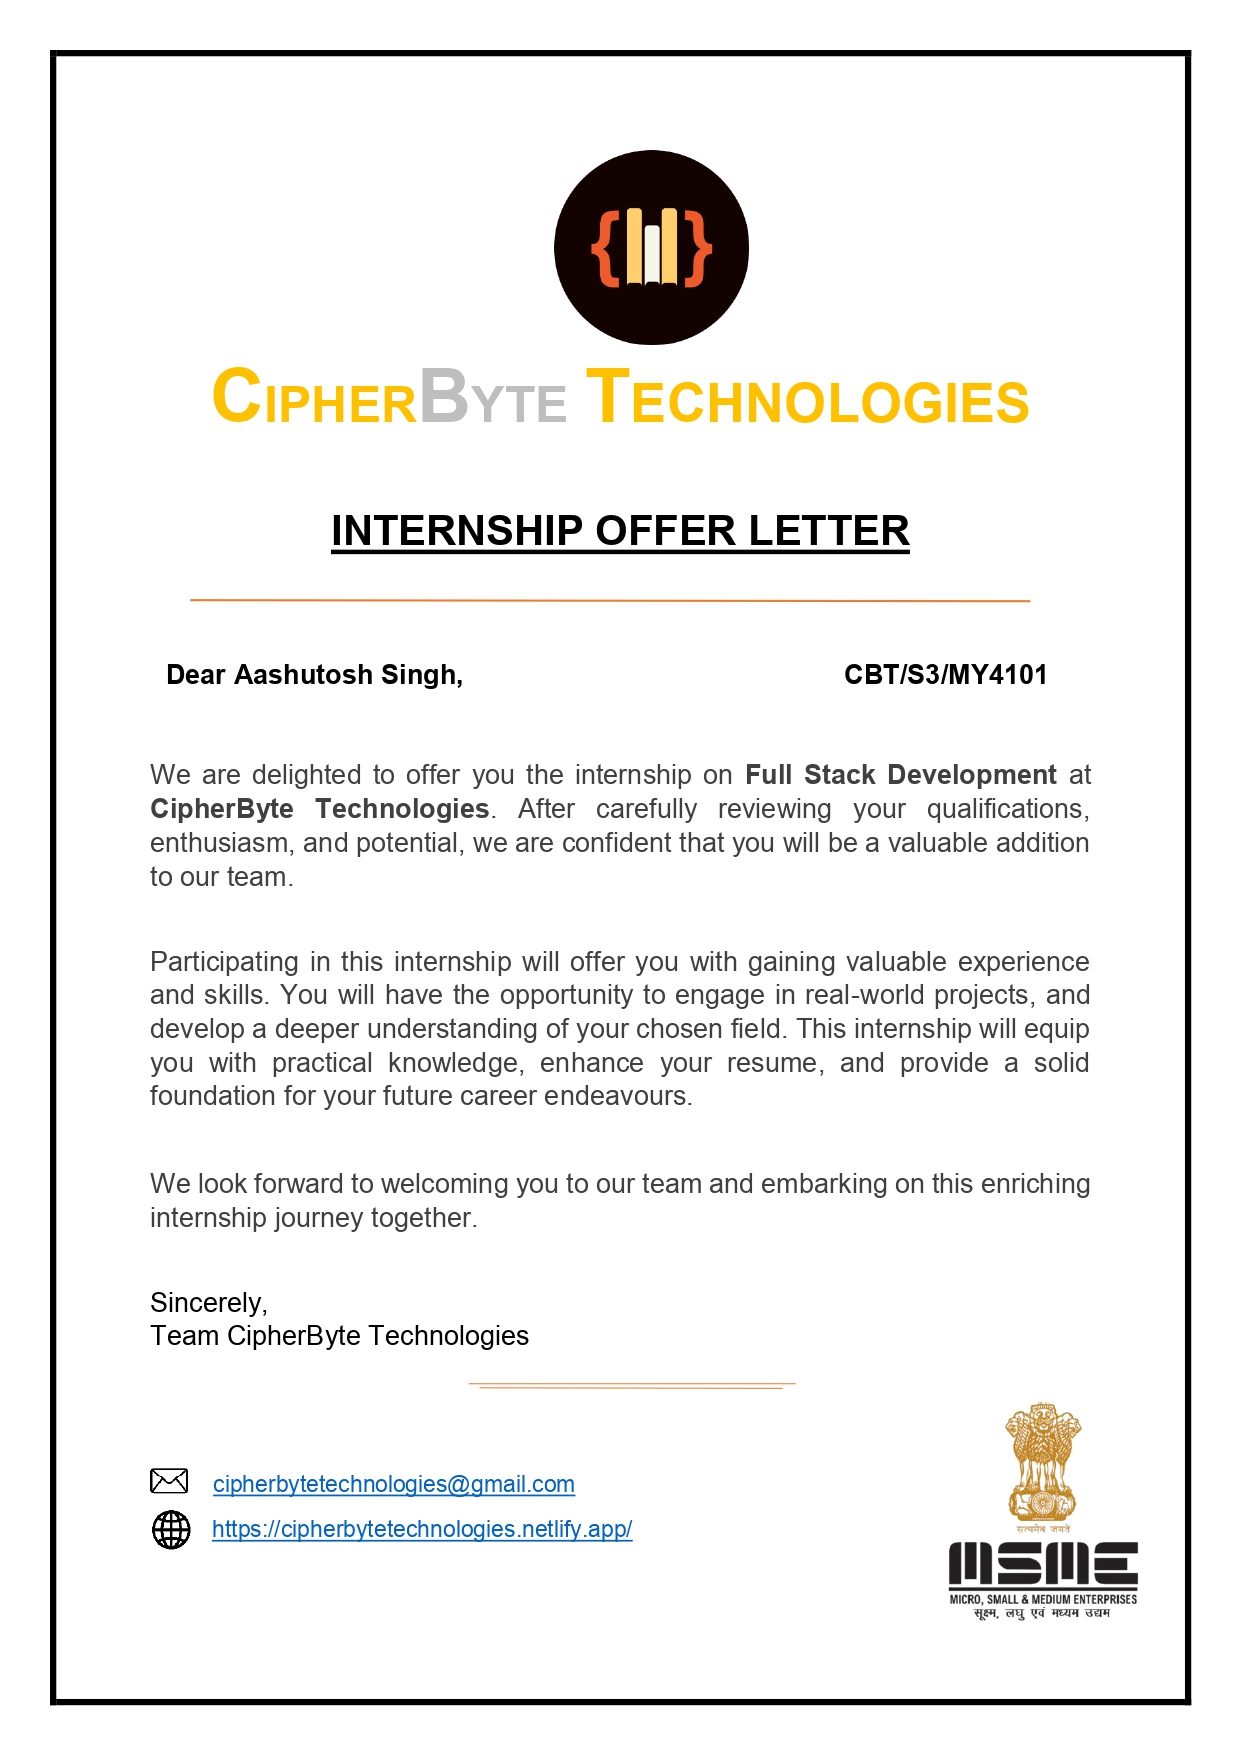 CIPHERBYTE TECHNOLOGIES
INTERNSHIP OFFER LETTER
Dear Aashutosh Singh, CBT/S3/MY4101
We are delighted to offer you the internship on Full Stack Development at
CipherByte Technologies. After carefully reviewing your qualifications,
enthusiasm, and potential, we are confident that you will be a valuable addition
to our team.
Participating in this internship will offer you with gaining valuable experience
and skills. You will have the opportunity to engage in real-world projects, and
develop a deeper understanding of your chosen field. This internship will equip
you with practical knowledge, enhance your resume, and provide a solid
foundation for your future career endeavours.
We look forward to welcoming you to our team and embarking on this enriching
internship journey together.
Sincerely,
Team CipherByte Technologies
cipherbytetechnologies@gmail.com
https://cipherbytetechnologies.netlify.app/
सत्यमेव जयते
MSME
MICRO, SMALL & MEDIUM ENTERPRISES
सूक्ष्म, लघु एवं मध्यम उद्यम